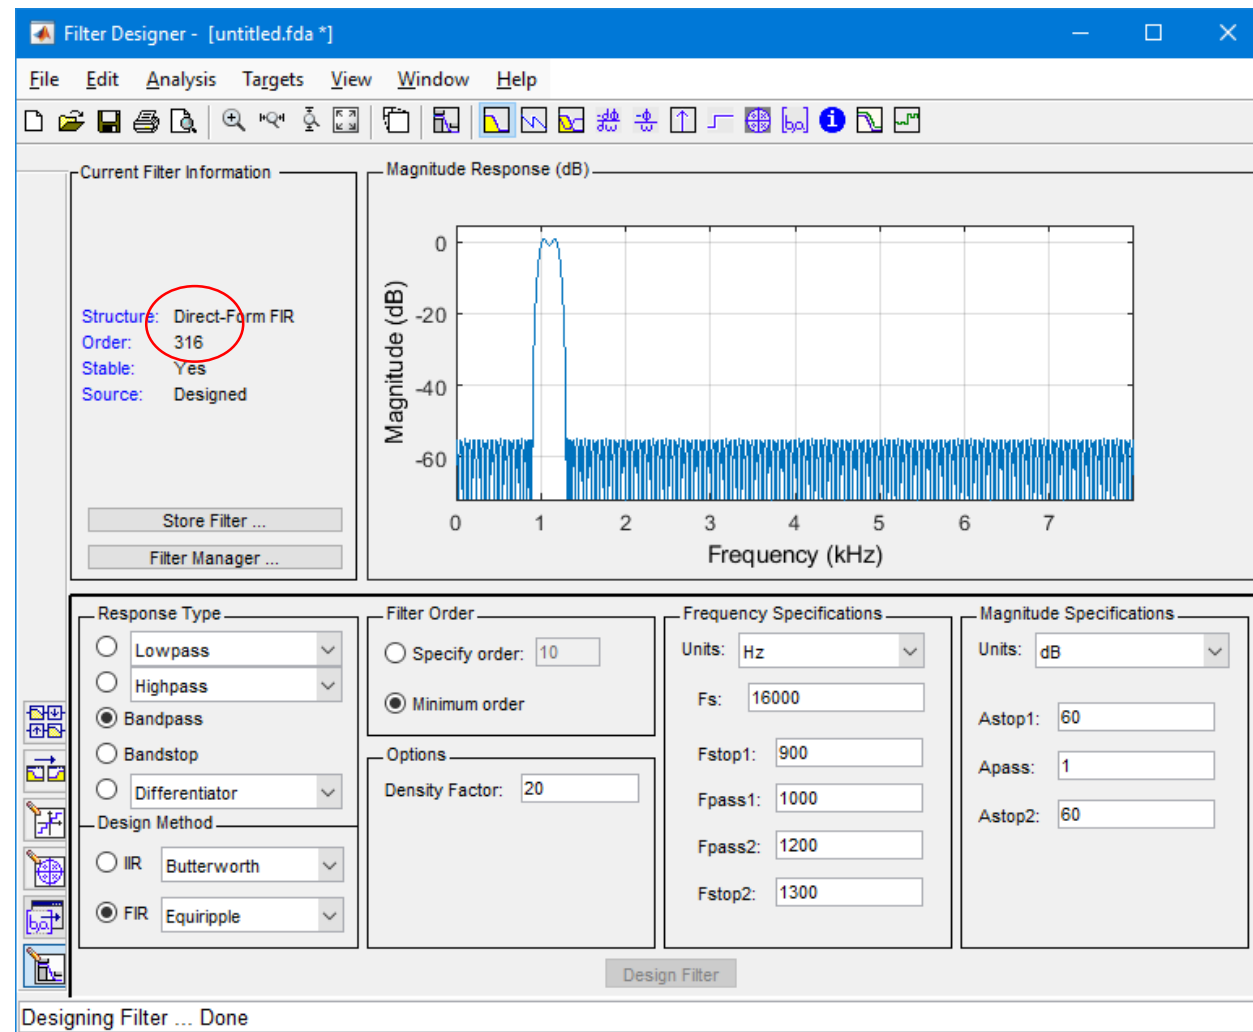 Filter Designer - [untitled.fda *]
File Edit Analysis Targets View Window Help
Current Filter Information
Structure: Direct-Form FIR
Order: 316
Stable: Yes
Source: Designed
Store Filter ...
Filter Manager ...
Magnitude Response (dB)
Magnitude (dB)
0
-20
-40
-60
0 1 2 3 4 5 6 7
Frequency (kHz)
Response Type
Lowpass
Highpass
Bandpass
Bandstop
Differentiator
Design Method
IIR Butterworth
FIR Equiripple
Filter Order
Specify order: 10
Minimum order
Options
Density Factor: 20
Frequency Specifications
Units: Hz
Fs: 16000
Fstop1: 900
Fpass1: 1000
Fpass2: 1200
Fstop2: 1300
Magnitude Specifications
Units: dB
Astop1: 60
Apass: 1
Astop2: 60
Design Filter
Designing Filter ... Done